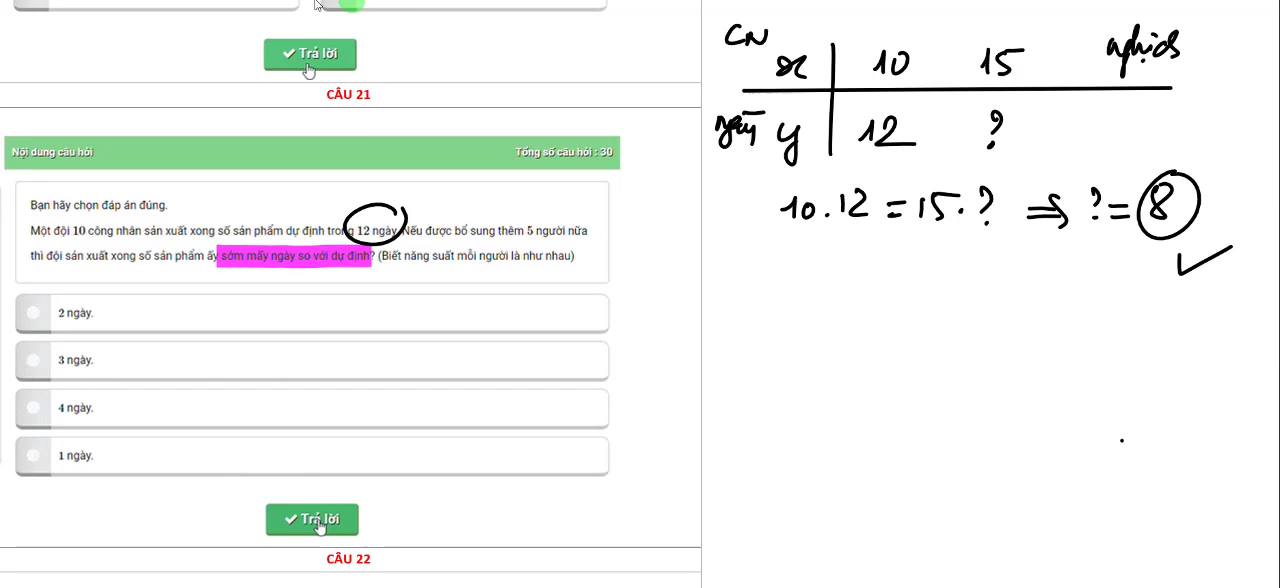 Trả lời
CÂU 21
Nội dung câu hỏi
Tổng số câu hỏi : 30
Bạn hãy chọn đáp án đúng.
Một đội 10 công nhân sản xuất xong số sản phẩm dự định trong 12 ngày. Nếu được bổ sung thêm 5 người nữa
thì đội sản xuất xong số sản phẩm ấy sớm mấy ngày so với dự định? (Biết năng suất mỗi người là như nhau)
2 ngày.
3 ngày.
4 ngày.
1 ngày.
Trả lời
CÂU 22
CN x 10 15 nghịch
ngày y 12 ?
10 . 12 = 15 . ? ⇒ ? = 8